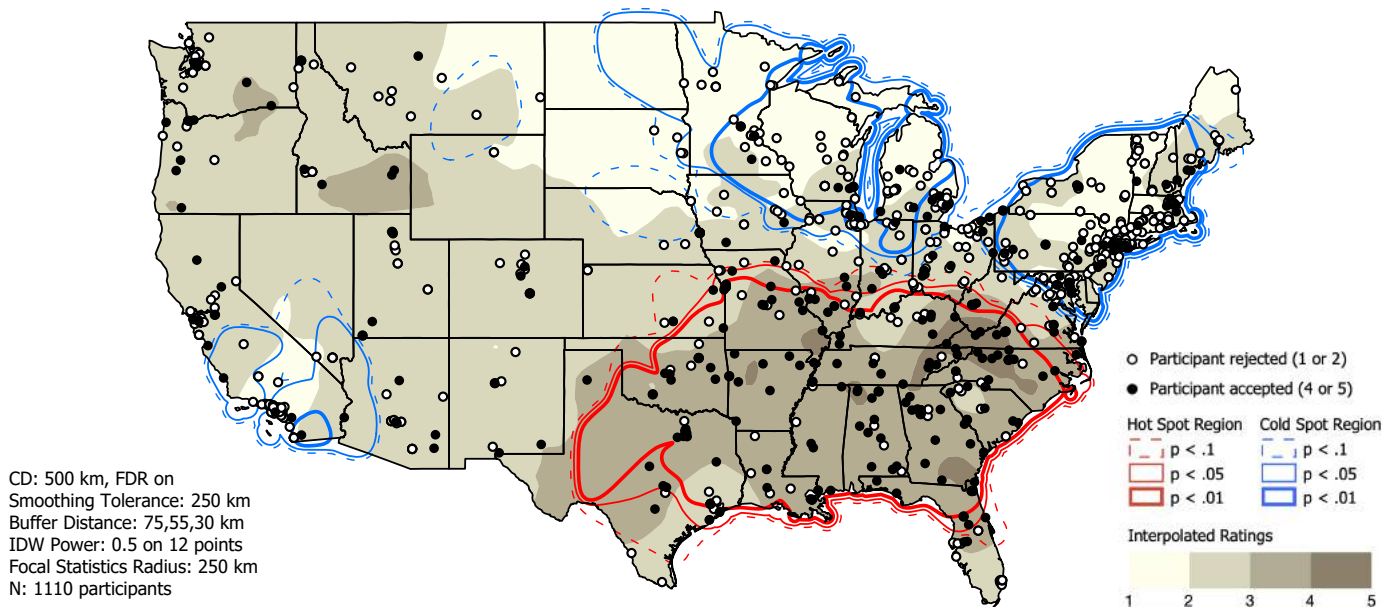 Participant rejected (1 or 2)
Participant accepted (4 or 5)
Hot Spot Region Cold Spot Region
p < .1 p < .1
p < .05 p < .05
p < .01 p < .01
Interpolated Ratings
1 2 3 4 5
CD: 500 km, FDR on
Smoothing Tolerance: 250 km
Buffer Distance: 75,55,30 km
IDW Power: 0.5 on 12 points
Focal Statistics Radius: 250 km
N: 1110 participants